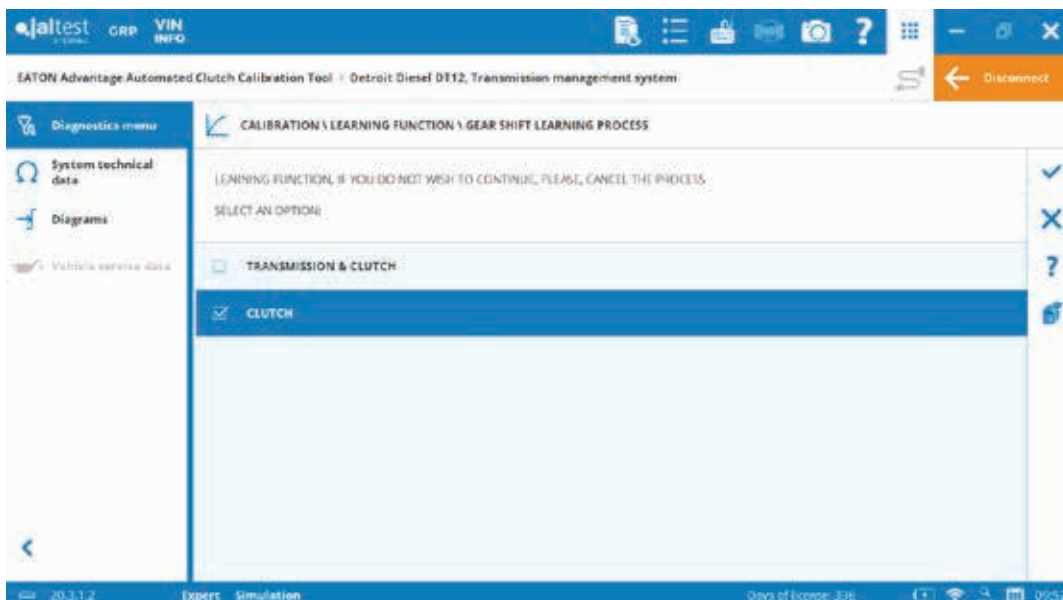 jaltest GRP VIN INFO ?
EATON Advantage Automated Clutch Calibration Tool › Detroit Diesel DT12, Transmission management system
Disconnect
Diagnostics menu
CALIBRATION \ LEARNING FUNCTION \ GEAR SHIFT LEARNING PROCESS
System technical data
LEARNING FUNCTION, IF YOU DO NOT WISH TO CONTINUE, PLEASE, CANCEL THE PROCESS
SELECT AN OPTION:
Diagrams
Vehicle service data
TRANSMISSION & CLUTCH
?
CLUTCH
20.3.1.2 Expert Simulation Days of license: 336